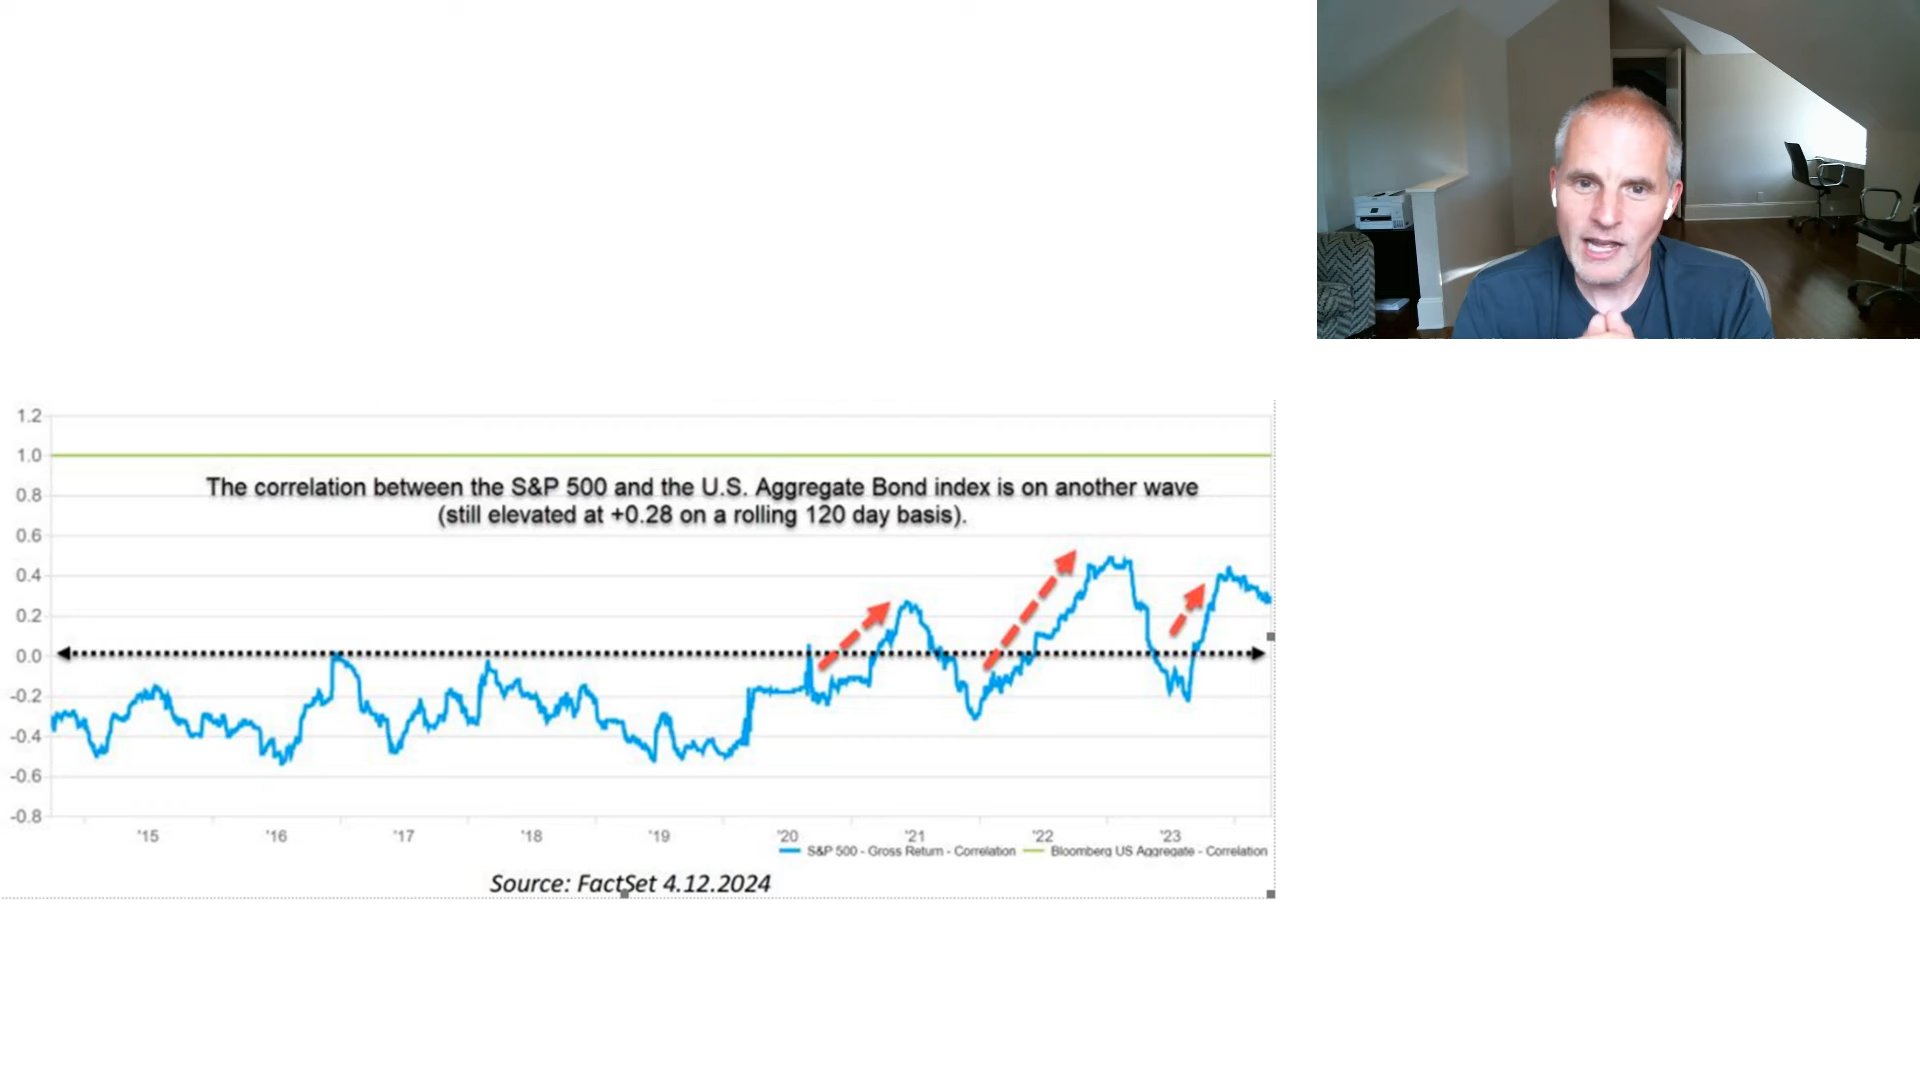 1.2
1.0
The correlation between the S&P 500 and the U.S. Aggregate Bond index is on another wave
0.8
(still elevated at +0.28 on a rolling 120 day basis).
0.6
0.4
0.2
0.0
-0.2
-0.4
-0.6
-0.8
'15 '16 '17 '18 '19 '20 '21 '22 '23
S&P 500 - Gross Return - Correlation Bloomberg US Aggregate - Correlation
Source: FactSet 4.12.2024